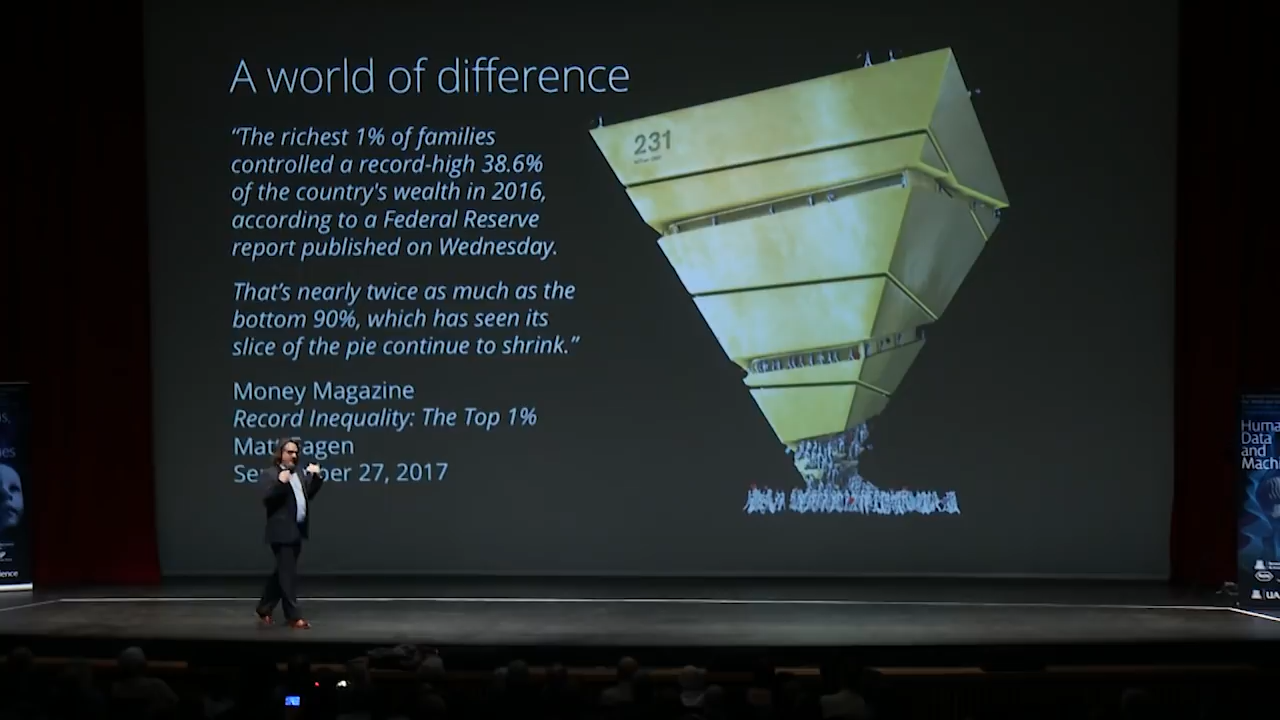 A world of difference
“The richest 1% of families
controlled a record-high 38.6%
of the country's wealth in 2016,
according to a Federal Reserve
report published on Wednesday.
That’s nearly twice as much as the
bottom 90%, which has seen its
slice of the pie continue to shrink.”
Money Magazine
Record Inequality: The Top 1%
27, 2017
231
Data
and
UA